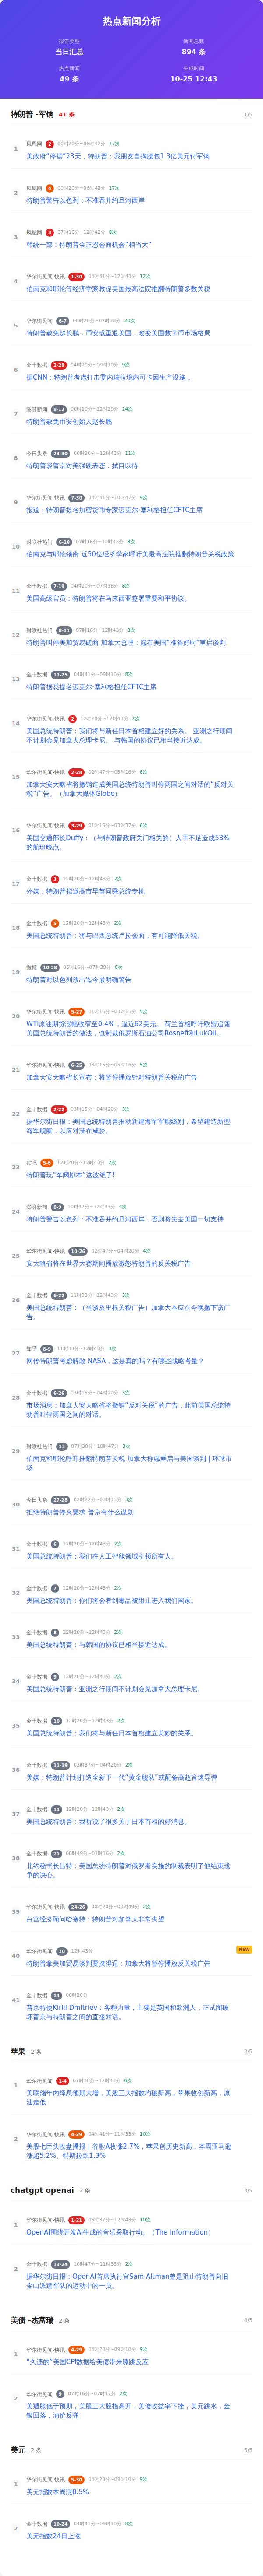 热点新闻分析
报告类型
新闻总数
当日汇总
894 条
热点新闻
生成时间
49 条
10-25 12:43
特朗普 -军饷 41 条 1/5
1
凤凰网 2 00时20分~06时42分 17次
美政府“停摆”23天，特朗普：我朋友自掏腰包1.3亿美元付军饷
2
凤凰网 4 00时20分~06时42分 17次
特朗普警告以色列：不准吞并约旦河西岸
3
凤凰网 3 07时16分~12时43分 8次
韩统一部：特朗普金正恩会面机会“相当大”
4
华尔街见闻-快讯 1-30 04时41分~12时43分 12次
伯南克和耶伦等经济学家敦促美国最高法院推翻特朗普多数关税
5
华尔街见闻 6-7 00时20分~07时38分 20次
特朗普赦免赵长鹏，币安或重返美国，改变美国数字币市场格局
6
金十数据 2-28 04时20分~09时10分 9次
据CNN：特朗普考虑打击委内瑞拉境内可卡因生产设施 。
7
澎湃新闻 8-12 00时20分~12时20分 24次
特朗普赦免币安创始人赵长鹏
8
今日头条 23-30 00时20分~12时43分 11次
特朗普谈普京对美强硬表态：拭目以待
9
华尔街见闻-快讯 7-30 04时41分~10时47分 9次
报道：特朗普提名加密货币专家迈克尔·塞利格担任CFTC主席
10
财联社热门 6-10 07时16分~12时43分 8次
伯南克与耶伦领衔 近50位经济学家呼吁美最高法院推翻特朗普关税政策
11
金十数据 7-19 04时20分~07时38分 8次
美国高级官员：特朗普将在马来西亚签署重要和平协议。
12
财联社热门 8-11 07时16分~12时43分 8次
特朗普叫停美加贸易磋商 加拿大总理：愿在美国“准备好时”重启谈判
13
金十数据 11-25 04时41分~09时10分 8次
特朗普据悉提名迈克尔·塞利格担任CFTC主席
14
华尔街见闻-快讯 2 12时20分~12时43分 2次
美国总统特朗普：我们将与新任日本首相建立好的关系。 亚洲之行期间
不计划会见加拿大总理卡尼。 与韩国的协议已相当接近达成。
15
华尔街见闻-快讯 2-28 02时47分~05时16分 6次
加拿大安大略省将撤销造成美国总统特朗普叫停两国之间对话的“反对关
税”广告。（加拿大媒体Globe）
16
华尔街见闻-快讯 3-29 01时16分~03时37分 6次
美国交通部长Duffy：（与特朗普政府关门相关的）人手不足造成53%
的航班晚点。
17
金十数据 3 12时20分~12时43分 2次
外媒：特朗普拟邀高市早苗同乘总统专机
18
金十数据 5 12时20分~12时43分 2次
美国总统特朗普：将与巴西总统卢拉会面，有可能降低关税。
19
微博 10-28 05时16分~07时38分 6次
特朗普对以色列放出迄今最明确警告
20
华尔街见闻-快讯 5-27 01时16分~03时15分 5次
WTI原油期货涨幅收窄至0.4%，逼近62美元。 荷兰首相呼吁欧盟追随
美国总统特朗普的做法，也制裁俄罗斯石油公司Rosneft和LukOil。
21
华尔街见闻-快讯 6-25 03时15分~05时16分 5次
加拿大安大略省长宣布：将暂停播放针对特朗普关税的广告
22
金十数据 2-22 03时15分~04时20分 3次
据华尔街日报：美国总统特朗普推动新建海军军舰级别，希望建造新型
海军舰艇，以应对潜在威胁。
23
贴吧 5-6 12时20分~12时43分 2次
特朗普玩“军阀剧本”这波绝了!
24
澎湃新闻 8-9 10时47分~12时43分 4次
特朗普警告以色列：不准吞并约旦河西岸，否则将失去美国一切支持
25
华尔街见闻-快讯 10-26 02时47分~04时20分 4次
安大略省将在世界大赛期间播放激怒特朗普的反关税广告
26
金十数据 6-22 11时33分~12时43分 3次
美国总统特朗普：（当谈及里根关税广告）加拿大本应在今晚撤下该广
告。
27
知乎 8-9 11时33分~12时43分 3次
网传特朗普考虑解散 NASA，这是真的吗？有哪些战略考量？
28
金十数据 6-26 03时15分~04时20分 3次
市场消息：加拿大安大略省将撤销“反对关税”的广告，此前美国总统特
朗普叫停两国之间的对话。
29
财联社热门 13 07时38分~10时47分 3次
伯南克和耶伦呼吁推翻特朗普关税 加拿大称愿重启与美国谈判 | 环球市
场
30
今日头条 27-28 02时22分~03时15分 3次
拒绝特朗普停火要求 普京有什么谋划
31
金十数据 6 12时20分~12时43分 2次
美国总统特朗普：我们在人工智能领域引领所有人。
32
金十数据 7 12时20分~12时43分 2次
美国总统特朗普：你们将会看到毒品被阻止进入我们国家。
33
金十数据 8 12时20分~12时43分 2次
美国总统特朗普：与韩国的协议已相当接近达成。
34
金十数据 9 12时20分~12时43分 2次
美国总统特朗普：亚洲之行期间不计划会见加拿大总理卡尼。
35
金十数据 10 12时20分~12时43分 2次
美国总统特朗普：我们将与新任日本首相建立美妙的关系。
36
金十数据 11-19 03时37分~04时20分 2次
美媒：特朗普计划打造全新下一代“黄金舰队”或配备高超音速导弹
37
金十数据 11 12时20分~12时43分 2次
美国总统特朗普：我听说了很多关于日本首相的好消息。
38
金十数据 21 00时49分~01时16分 2次
北约秘书长吕特：美国总统特朗普对俄罗斯实施的制裁表明了他结束战
争的决心。
39
华尔街见闻-快讯 24-26 00时20分~00时49分 2次
白宫经济顾问哈塞特：特朗普对加拿大非常失望
40
华尔街见闻 10 12时43分 NEW
特朗普拿美加贸易谈判要挟得逞：加拿大将暂停播放反关税广告
41
金十数据 14 00时20分
普京特使Kirill Dmitriev：各种力量，主要是英国和欧洲人，正试图破
坏普京与特朗普之间的直接对话。
苹果 2 条 2/5
1
华尔街见闻 1-4 07时38分~12时43分 6次
美联储年内降息预期大增，美股三大指数均破新高，苹果收创新高，原
油走低
2
华尔街见闻-快讯 4-29 04时41分~11时33分 10次
美股七巨头收盘播报｜谷歌A收涨2.7%，苹果创历史新高，本周亚马逊
涨超5.2%、特斯拉跌1.3%
chatgpt openai 2 条 3/5
1
华尔街见闻-快讯 1-21 05时37分~12时43分 10次
OpenAI围绕开发AI生成的音乐采取行动。（The Information）
2
金十数据 13-24 10时47分~11时33分 2次
据华尔街日报：OpenAI首席执行官Sam Altman曾是阻止特朗普向旧
金山派遣军队的运动中的一员。
美债 -杰富瑞 2 条 4/5
1
华尔街见闻-快讯 4-29 04时20分~09时10分 9次
“久违的”美国CPI数据给美债带来膝跳反应
2
华尔街见闻 9 07时16分~07时17分 2次
美通胀低于预期，美股三大股指高开，美债收益率下挫，美元跳水，金
银回落，油价反弹
美元 2 条 5/5
1
华尔街见闻-快讯 5-30 04时20分~09时10分 9次
美元指数本周涨0.5%
2
金十数据 10-24 04时41分~09时10分 8次
美元指数24日上涨